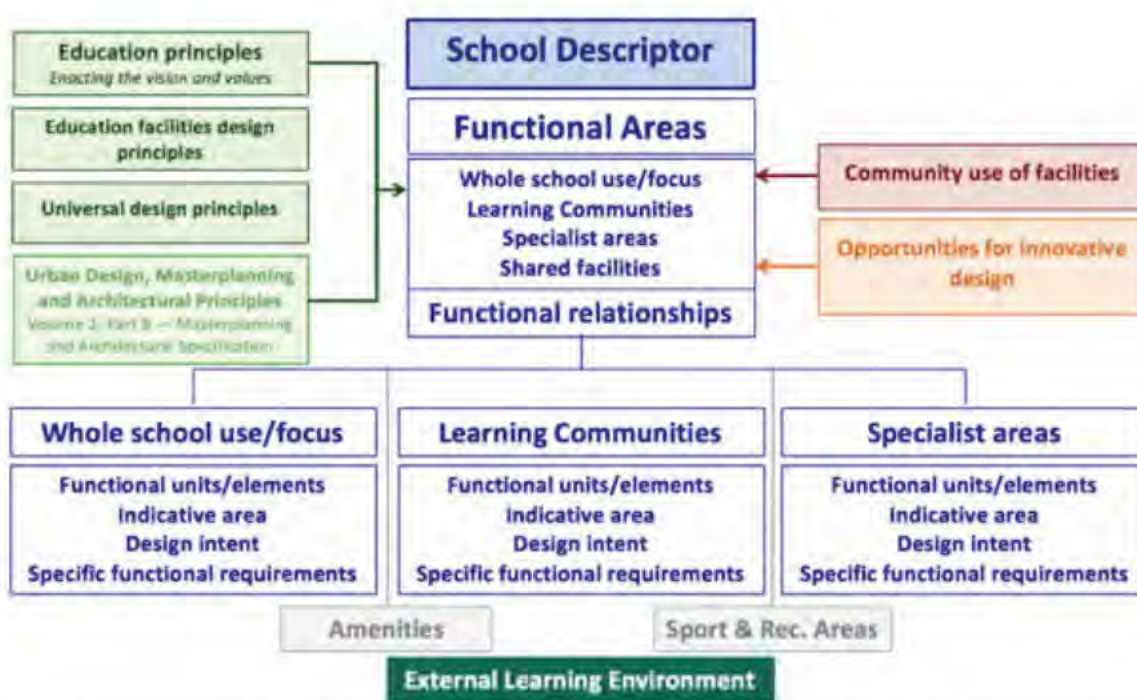 School Descriptor
Education principles
Enacting the vision and values
Education facilities design
principles
Universal design principles
Urban Design, Masterplanning
and Architectural Principles
Volume 2: Part B — Masterplanning
and Architectural Specification
Functional Areas
Whole school use/focus
Learning Communities
Specialist areas
Shared facilities
Functional relationships
Community use of facilities
Opportunities for innovative
design
Whole school use/focus
Functional units/elements
Indicative area
Design intent
Specific functional requirements
Learning Communities
Functional units/elements
Indicative area
Design intent
Specific functional requirements
Specialist areas
Functional units/elements
Indicative area
Design intent
Specific functional requirements
Amenities
Sport & Rec. Areas
External Learning Environment